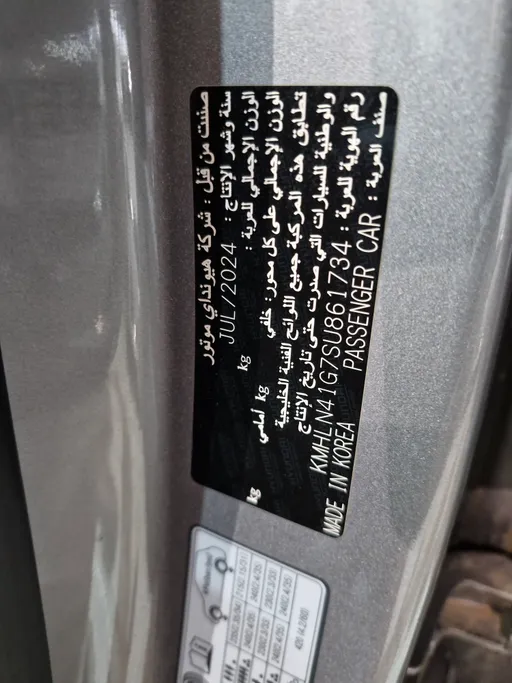 صنعت من قبل : شركة هيونداي موتور
سنة وشهر الإنتاج : JUL/2024
الوزن الإجمالي للعربة : kg
الوزن الإجمالي على كل محور: خلفي kg أمامي kg
تطابق هذه المركبة جميع اللوائح الفنية الخليجية
والوطنية للسيارات التي صدرت حتى تاريخ الإنتاج
رقم الهوية للعربة : KMHLN41G7SU861734
صنف العربة : PASSENGER CAR
MADE IN KOREA